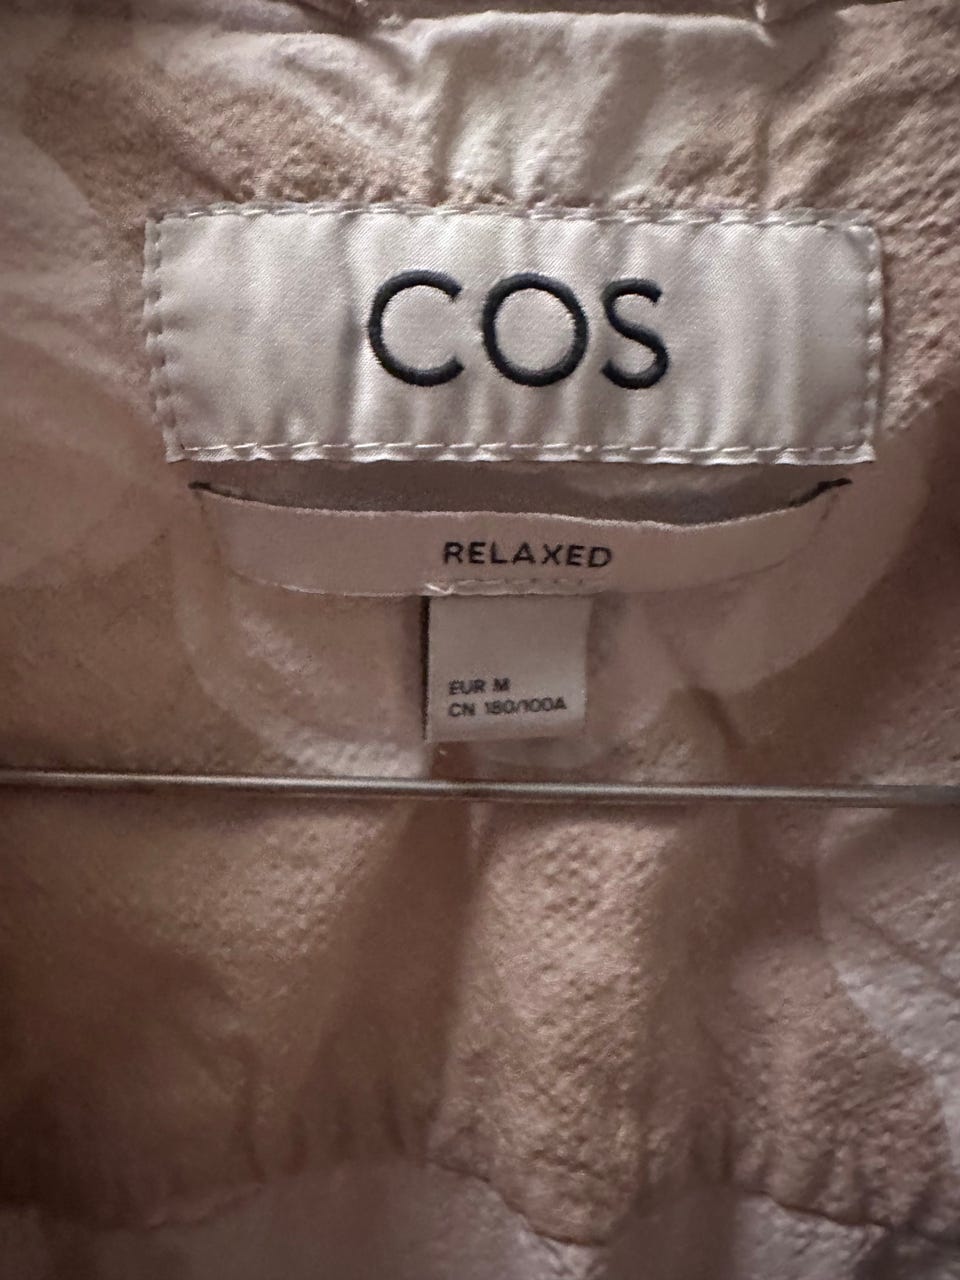 COS
RELAXED
EUR M
CN 180/100A